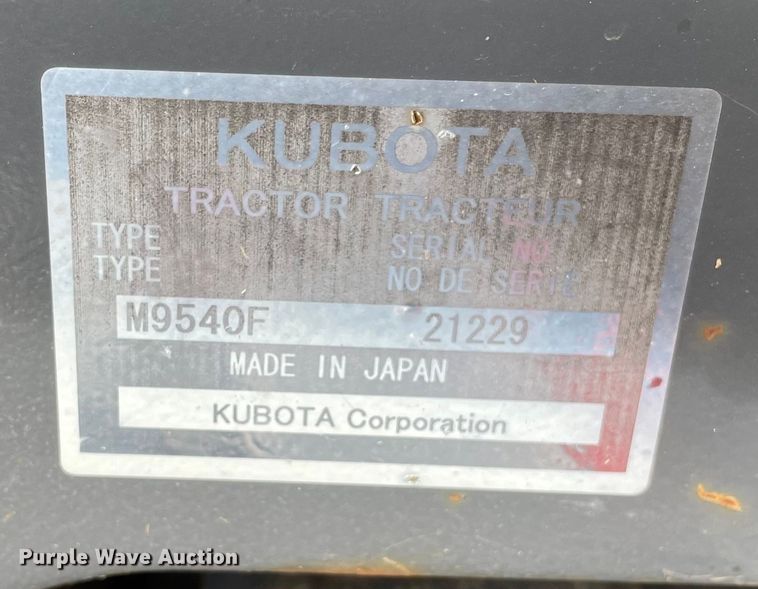 KUBOTA
TRACTOR TRACTEUR
TYPE SERIAL NO
TYPE NO DE SERIE
M9540F 21229
MADE IN JAPAN
KUBOTA Corporation
Purple Wave Auction